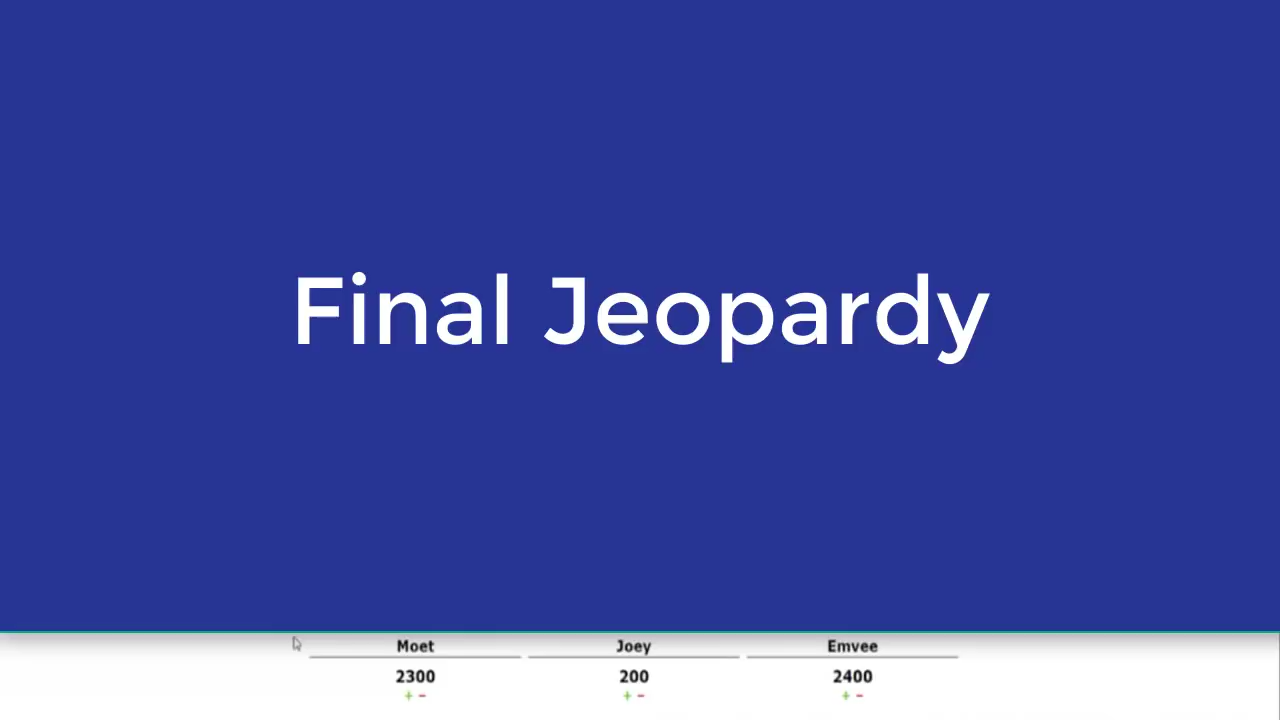 Final Jeopardy
Moet Joey Emvee
2300 200 2400
+ - + - + -